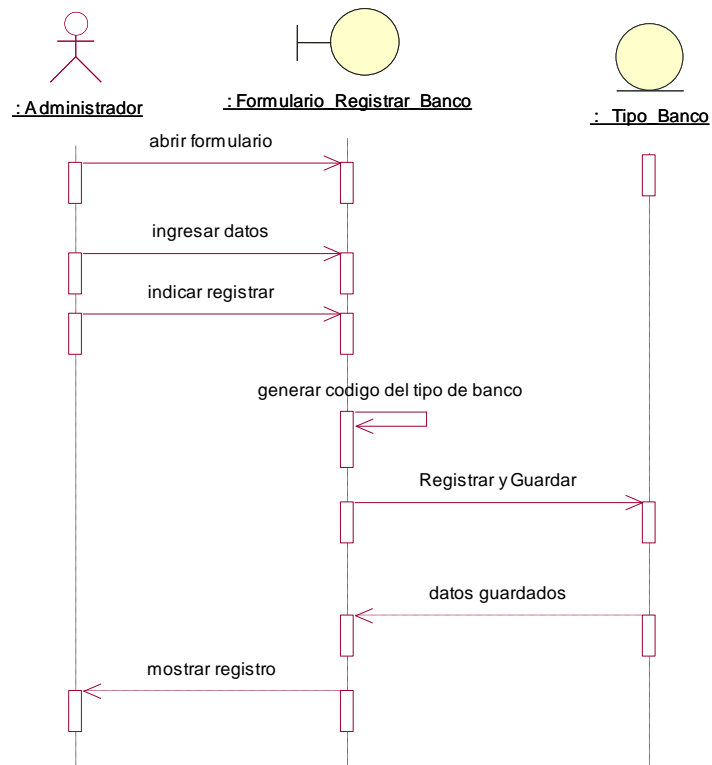 : Administrador
: Formulario_Registrar_Banco
: Tipo_Banco
abrir formulario
ingresar datos
indicar registrar
generar codigo del tipo de banco
Registrar y Guardar
datos guardados
mostrar registro